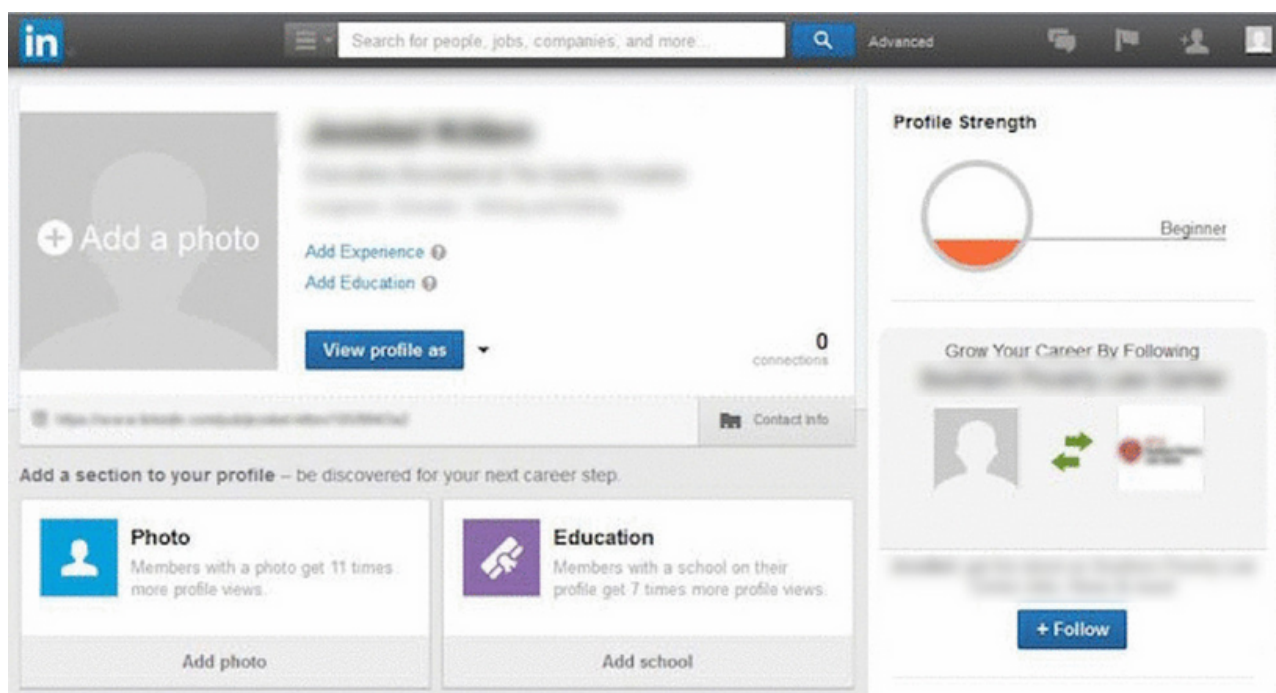 in
Search for people, jobs, companies, and more...
Advanced
Add a photo
Add Experience
Add Education
View profile as
0
connections
Contact Info
Add a section to your profile – be discovered for your next career step.
Photo
Members with a photo get 11 times
more profile views.
Add photo
Education
Members with a school on their
profile get 7 times more profile views.
Add school
Profile Strength
Beginner
Grow Your Career By Following
+ Follow